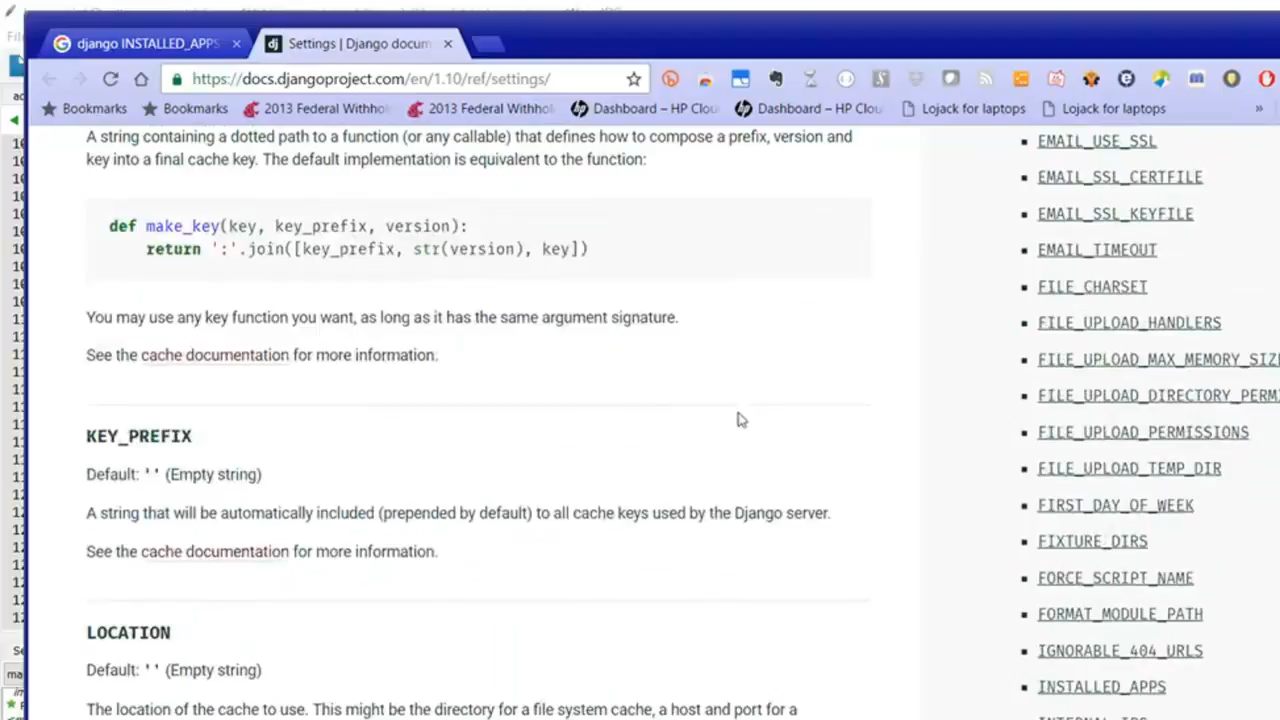 django INSTALLED_APPS
Settings | Django docum
https://docs.djangoproject.com/en/1.10/ref/settings/
Bookmarks
Bookmarks
2013 Federal Withho
2013 Federal Withho
Dashboard – HP Clou
Dashboard – HP Clou
Lojack for laptops
Lojack for laptops
»
A string containing a dotted path to a function (or any callable) that defines how to compose a prefix, version and
key into a final cache key. The default implementation is equivalent to the function:
def make_key(key, key_prefix, version):
return ':'.join([key_prefix, str(version), key])
You may use any key function you want, as long as it has the same argument signature.
See the cache documentation for more information.
KEY_PREFIX
Default: '' (Empty string)
A string that will be automatically included (prepended by default) to all cache keys used by the Django server.
See the cache documentation for more information.
LOCATION
Default: '' (Empty string)
The location of the cache to use. This might be the directory for a file system cache, a host and port for a
EMAIL_USE_SSL
EMAIL_SSL_CERTFILE
EMAIL_SSL_KEYFILE
EMAIL_TIMEOUT
FILE_CHARSET
FILE_UPLOAD_HANDLERS
FILE_UPLOAD_MAX_MEMORY_SIZE
FILE_UPLOAD_DIRECTORY_PERMI
FILE_UPLOAD_PERMISSIONS
FILE_UPLOAD_TEMP_DIR
FIRST_DAY_OF_WEEK
FIXTURE_DIRS
FORCE_SCRIPT_NAME
FORMAT_MODULE_PATH
IGNORABLE_404_URLS
INSTALLED_APPS